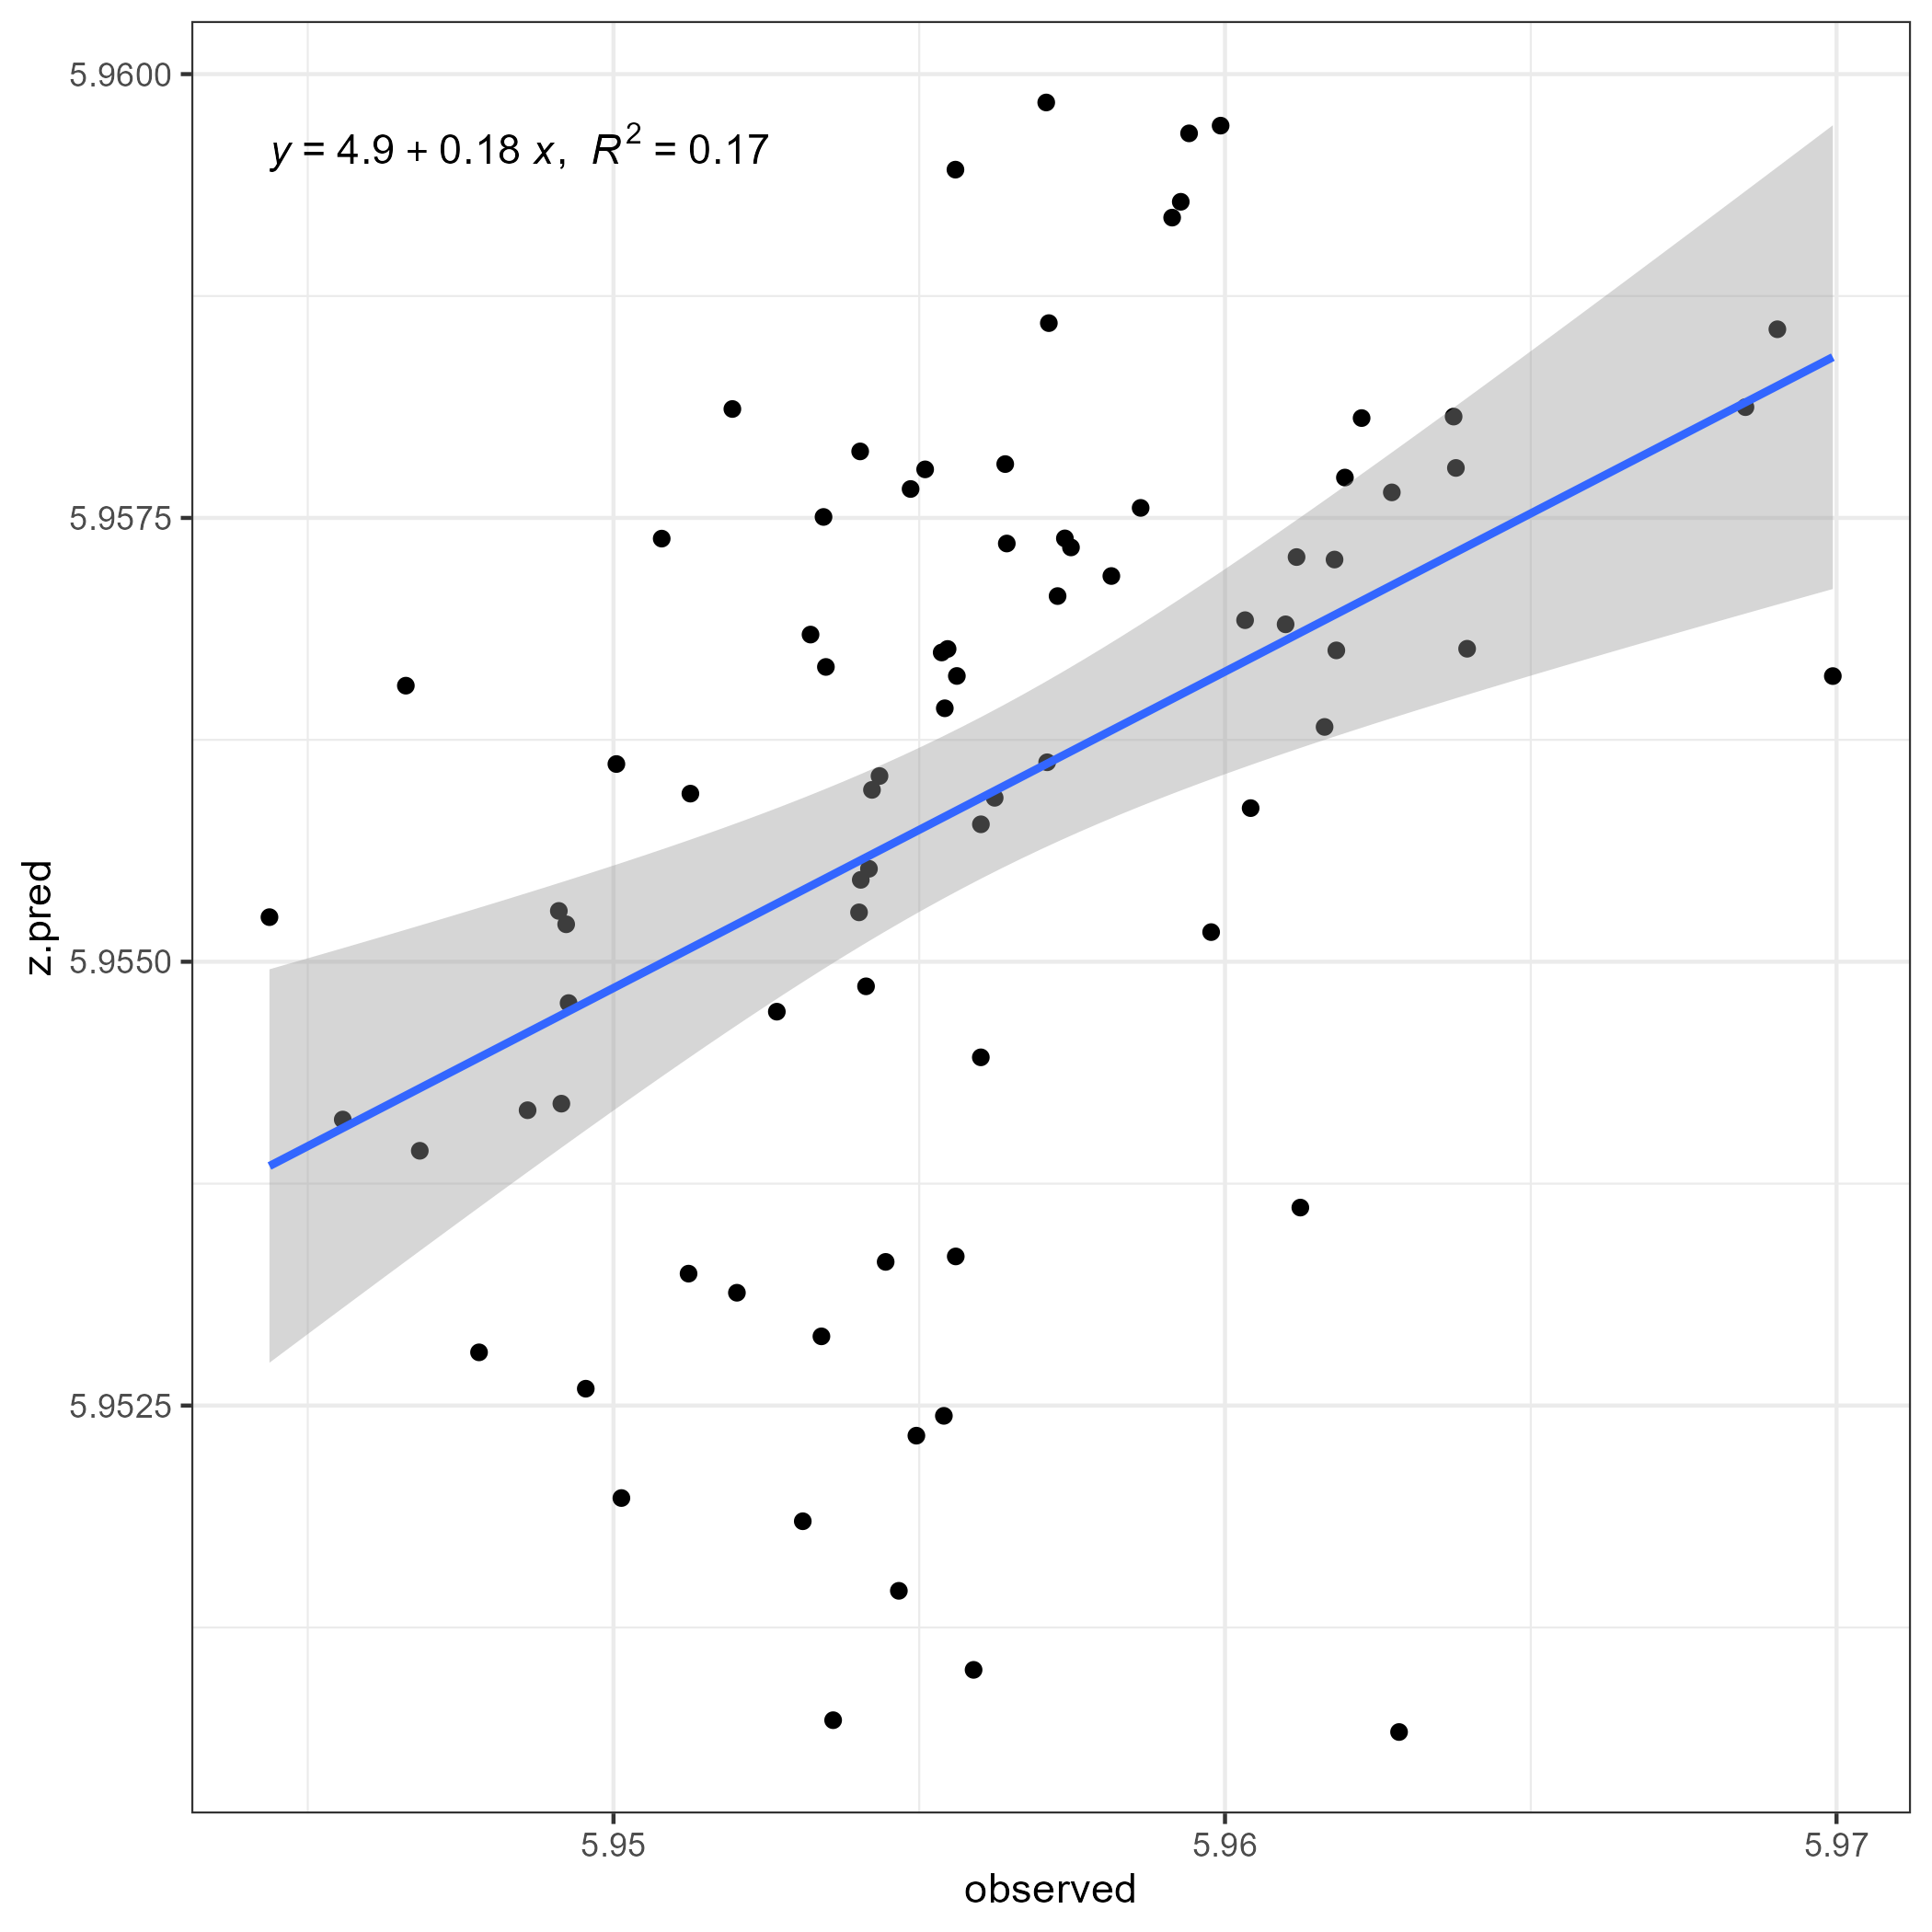 5.9600
y = 4.9 + 0.18 x, R² = 0.17
5.9575
z.pred
5.9550
5.9525
5.95 5.96 5.97
observed